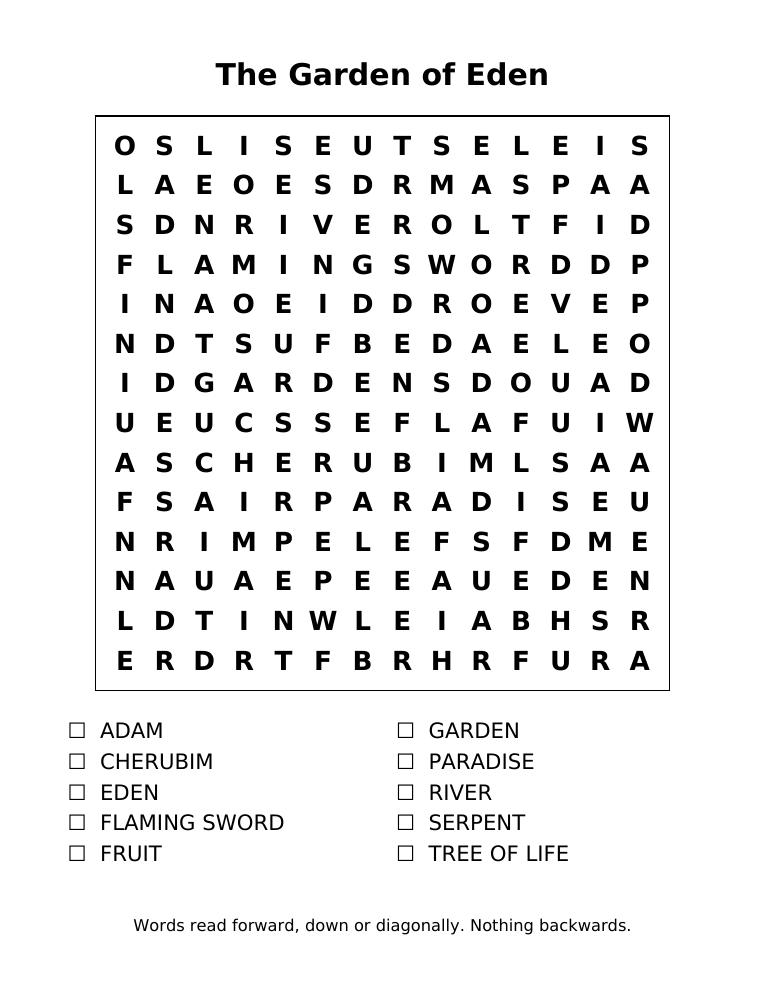 The Garden of Eden
O S L I S E U T S E L E I S
L A E O E S D R M A S P A A
S D N R I V E R O L T F I D
F L A M I N G S W O R D D P
I N A O E I D D R O E V E P
N D T S U F B E D A E L E O
I D G A R D E N S D O U A D
U E U C S S E F L A F U I W
A S C H E R U B I M L S A A
F S A I R P A R A D I S E U
N R I M P E L E F S F D M E
N A U A E P E E A U E D E N
L D T I N W L E I A B H S R
E R D R T F B R H R F U R A
☐ ADAM
☐ CHERUBIM
☐ EDEN
☐ FLAMING SWORD
☐ FRUIT
☐ GARDEN
☐ PARADISE
☐ RIVER
☐ SERPENT
☐ TREE OF LIFE
Words read forward, down or diagonally. Nothing backwards.